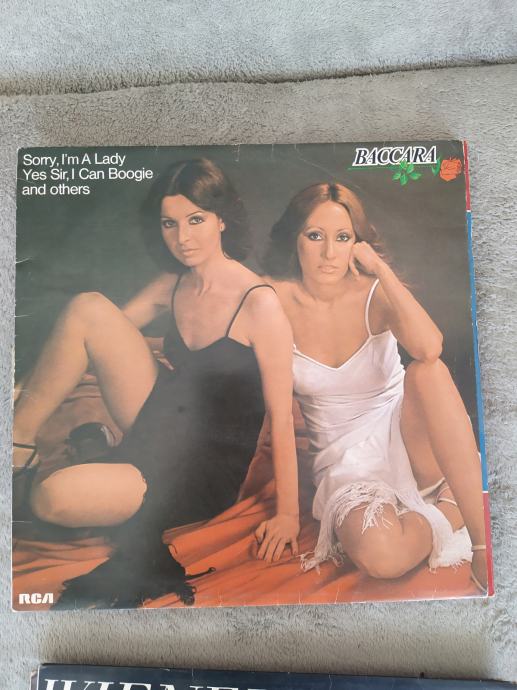 Sorry, I'm A Lady
Yes Sir, I Can Boogie
and others
BACCARA
RCA